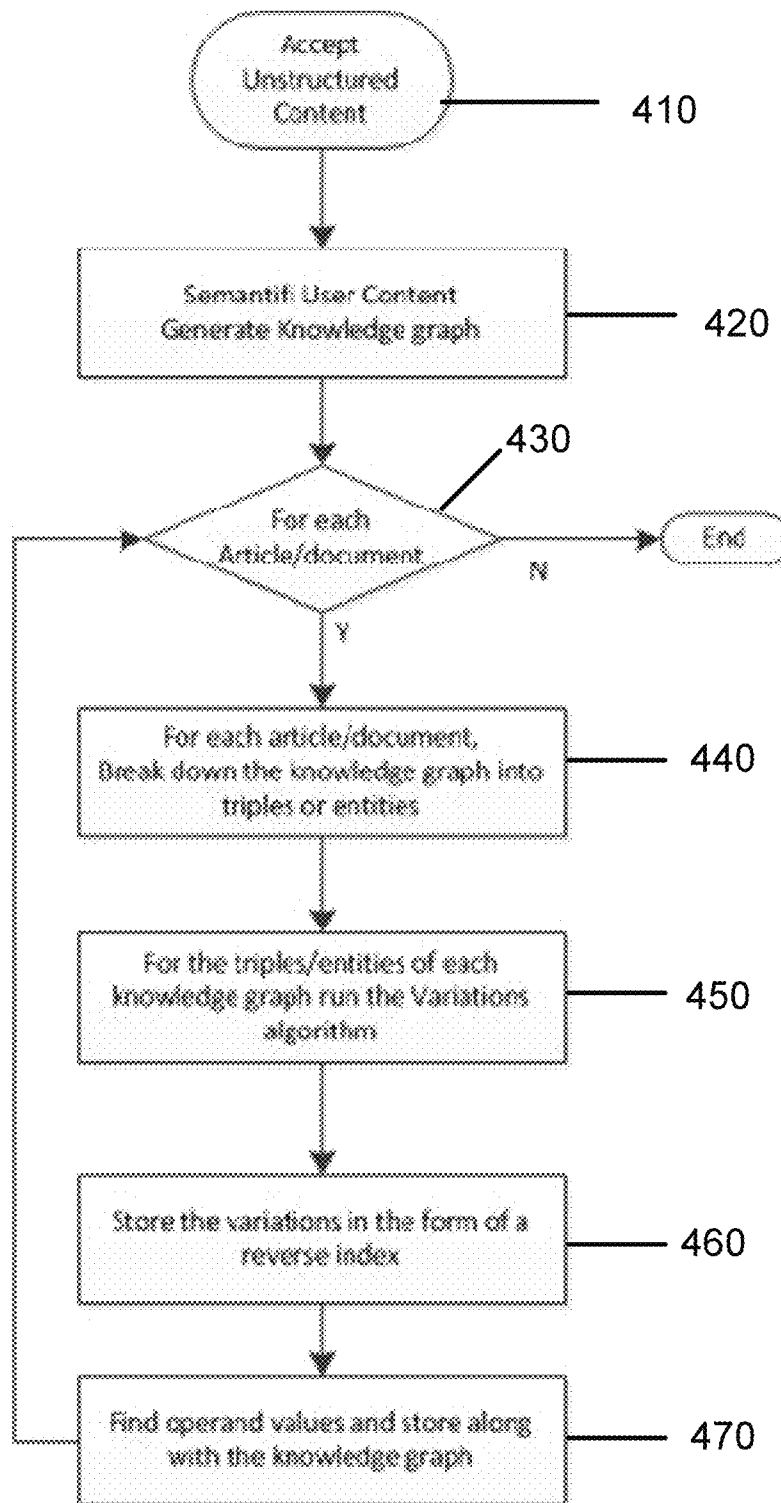 Accept
Unstructured
Content
410
Semantifi User Content
Generate Knowledge graph
420
430
For each
Article/document
N
End
Y
For each article/document,
Break down the knowledge graph into
triples or entities
440
For the triples/entities of each
knowledge graph run the Variations
algorithm
450
Store the variations in the form of a
reverse index
460
Find operand values and store along
with the knowledge graph
470